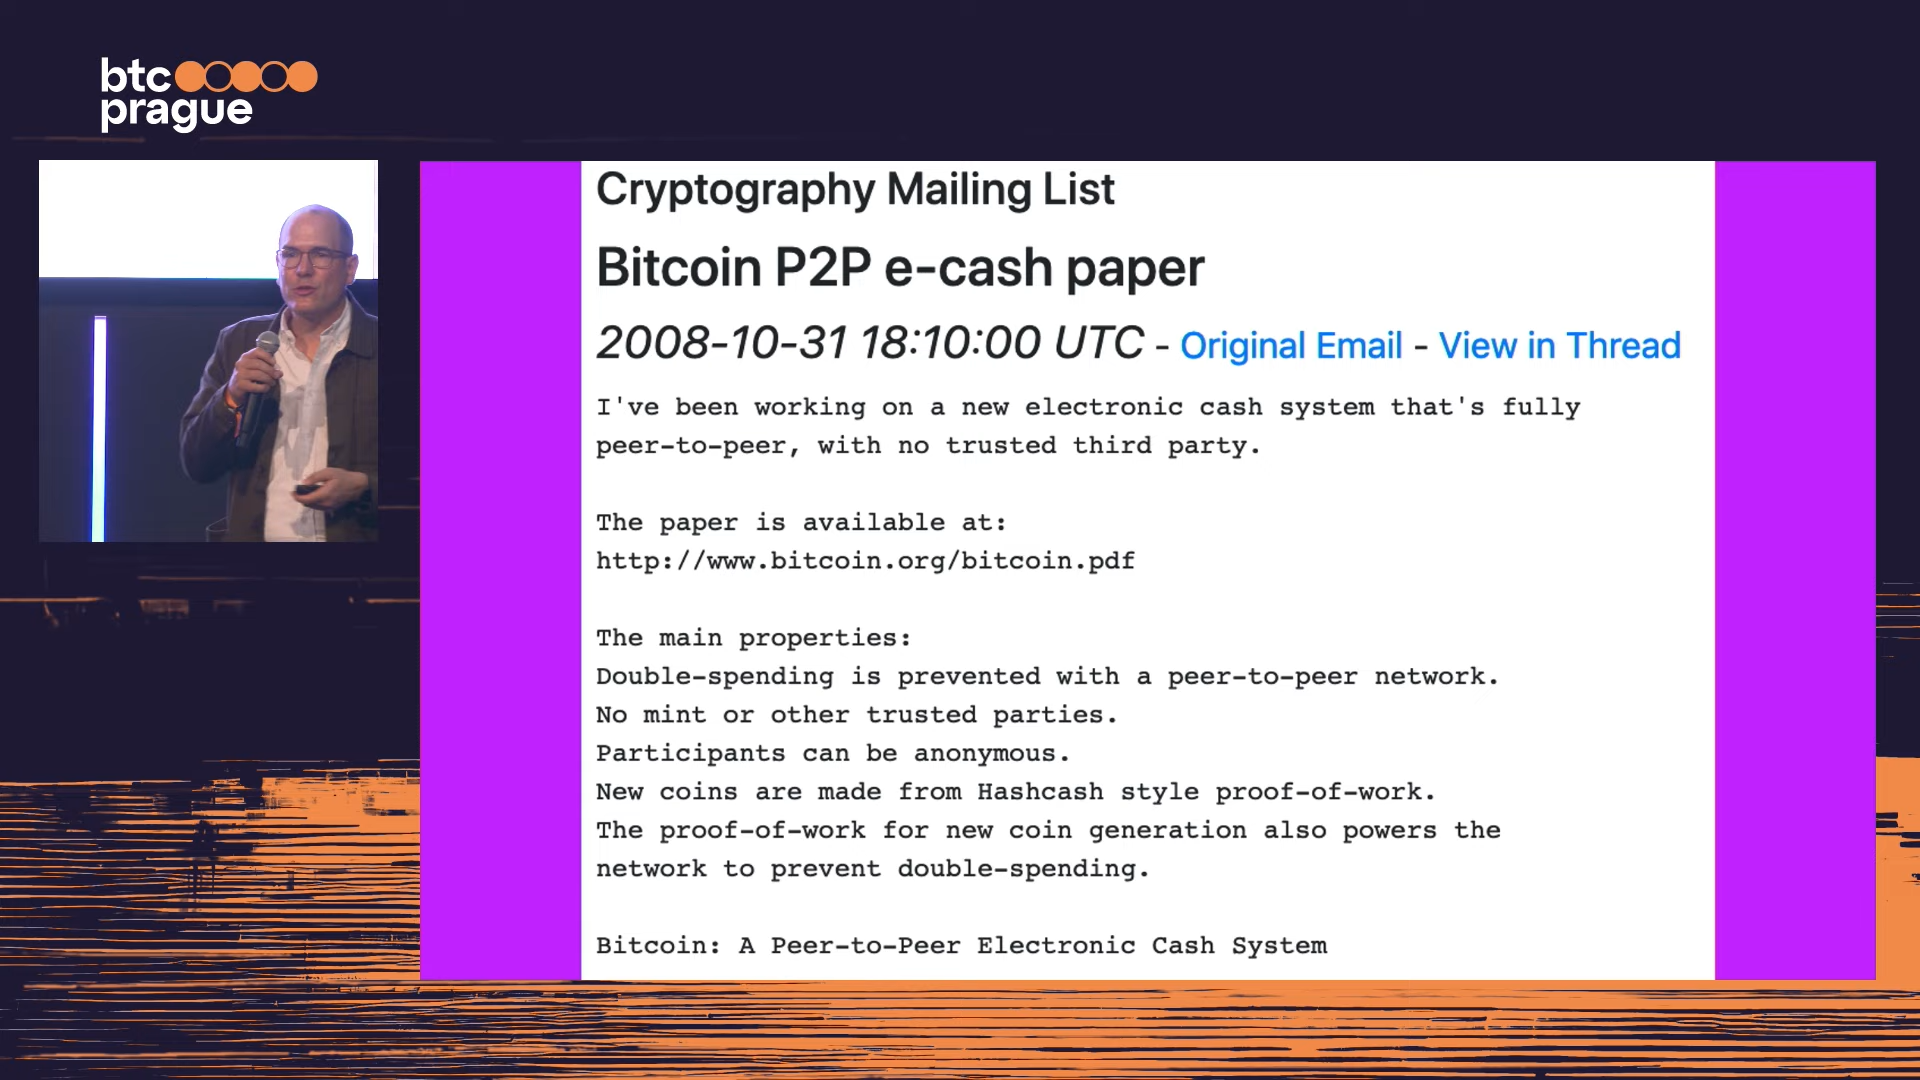 btc
prague
Cryptography Mailing List
Bitcoin P2P e-cash paper
2008-10-31 18:10:00 UTC - Original Email - View in Thread
I've been working on a new electronic cash system that's fully
peer-to-peer, with no trusted third party.
The paper is available at:
http://www.bitcoin.org/bitcoin.pdf
The main properties:
Double-spending is prevented with a peer-to-peer network.
No mint or other trusted parties.
Participants can be anonymous.
New coins are made from Hashcash style proof-of-work.
The proof-of-work for new coin generation also powers the
network to prevent double-spending.
Bitcoin: A Peer-to-Peer Electronic Cash System